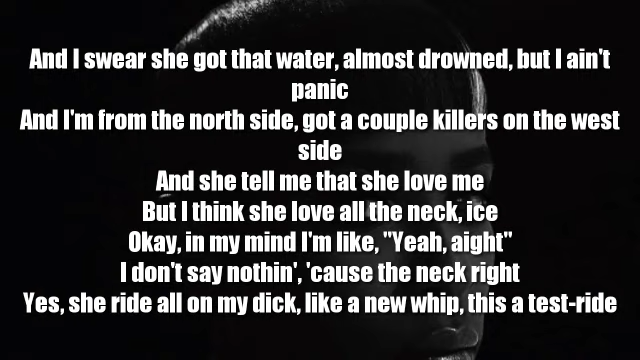 And I swear she got that water, almost drowned, but I ain't
panic
And I'm from the north side, got a couple killers on the west
side
And she tell me that she love me
But I think she love all the neck, ice
Okay, in my mind I'm like, "Yeah, aight"
I don't say nothin', 'cause the neck right
Yes, she ride all on my dick, like a new whip, this a test-ride